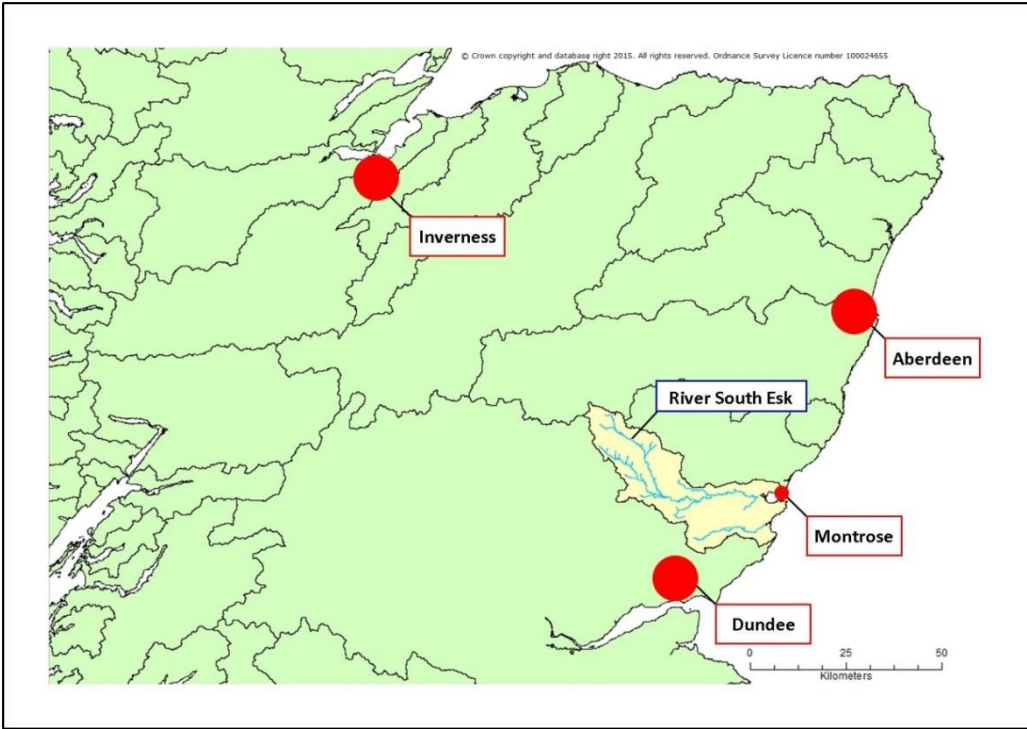 © Crown copyright and database right 2015. All rights reserved. Ordnance Survey Licence number 100024655
Inverness
Aberdeen
River South Esk
Montrose
Dundee
0 25 50
Kilometers